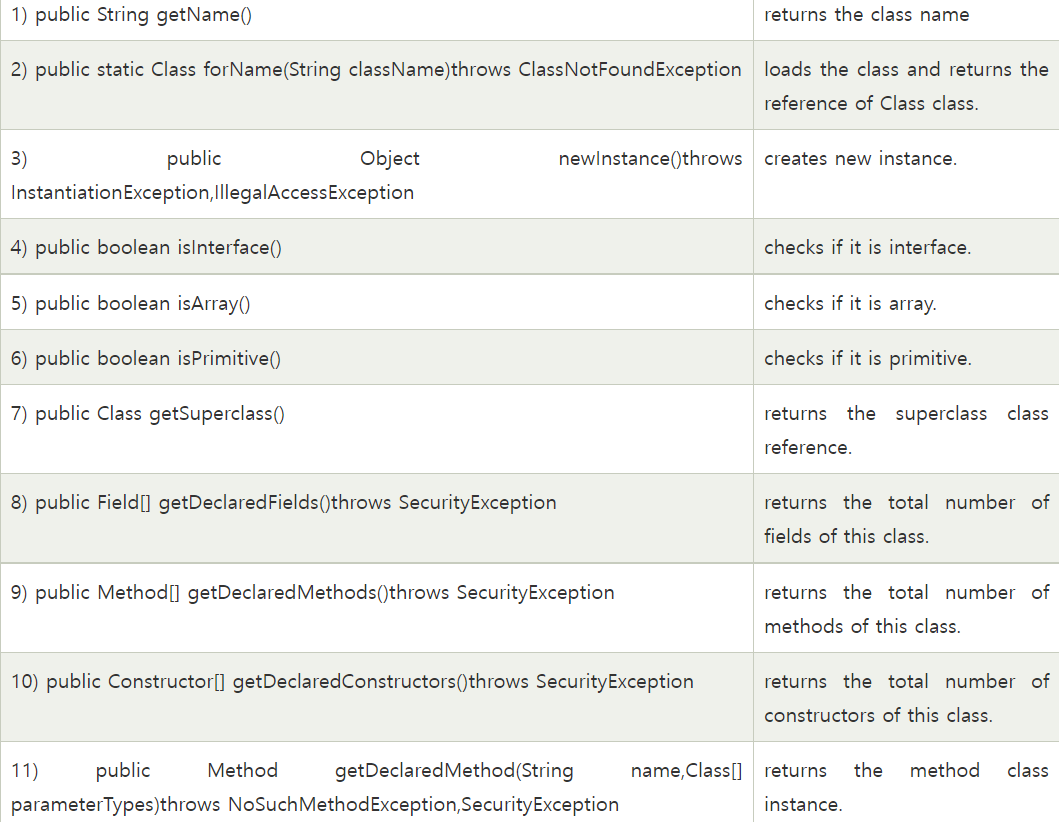 1) public String getName()
returns the class name
2) public static Class forName(String className)throws ClassNotFoundException
loads the class and returns the
reference of Class class.
3) public Object newInstance()throws
InstantiationException,IllegalAccessException
creates new instance.
4) public boolean isInterface()
checks if it is interface.
5) public boolean isArray()
checks if it is array.
6) public boolean isPrimitive()
checks if it is primitive.
7) public Class getSuperclass()
returns the superclass class
reference.
8) public Field[] getDeclaredFields()throws SecurityException
returns the total number of
fields of this class.
9) public Method[] getDeclaredMethods()throws SecurityException
returns the total number of
methods of this class.
10) public Constructor[] getDeclaredConstructors()throws SecurityException
returns the total number of
constructors of this class.
11) public Method getDeclaredMethod(String name,Class[]
parameterTypes)throws NoSuchMethodException,SecurityException
returns the method class
instance.